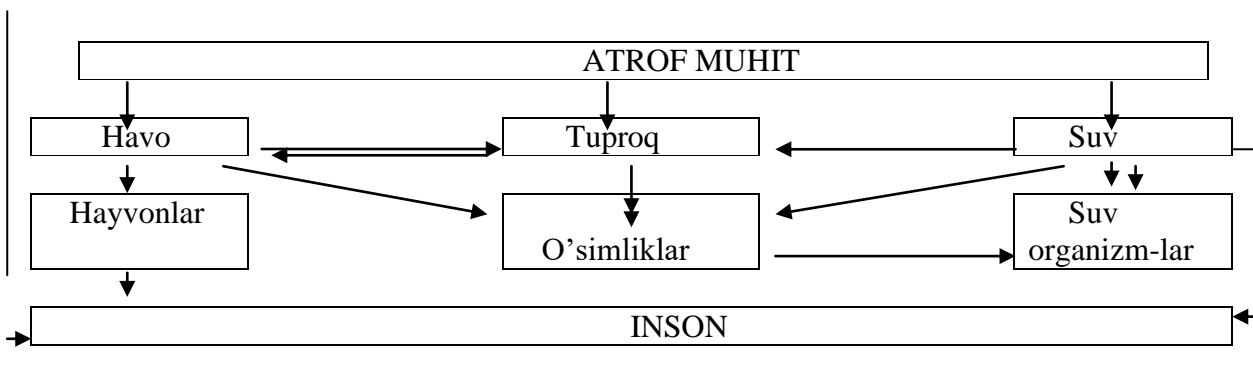 ATROF MUHIT
Havo
Tuproq
Suv
Hayvonlar
O’simliklar
Suv
organizm-lar
INSON